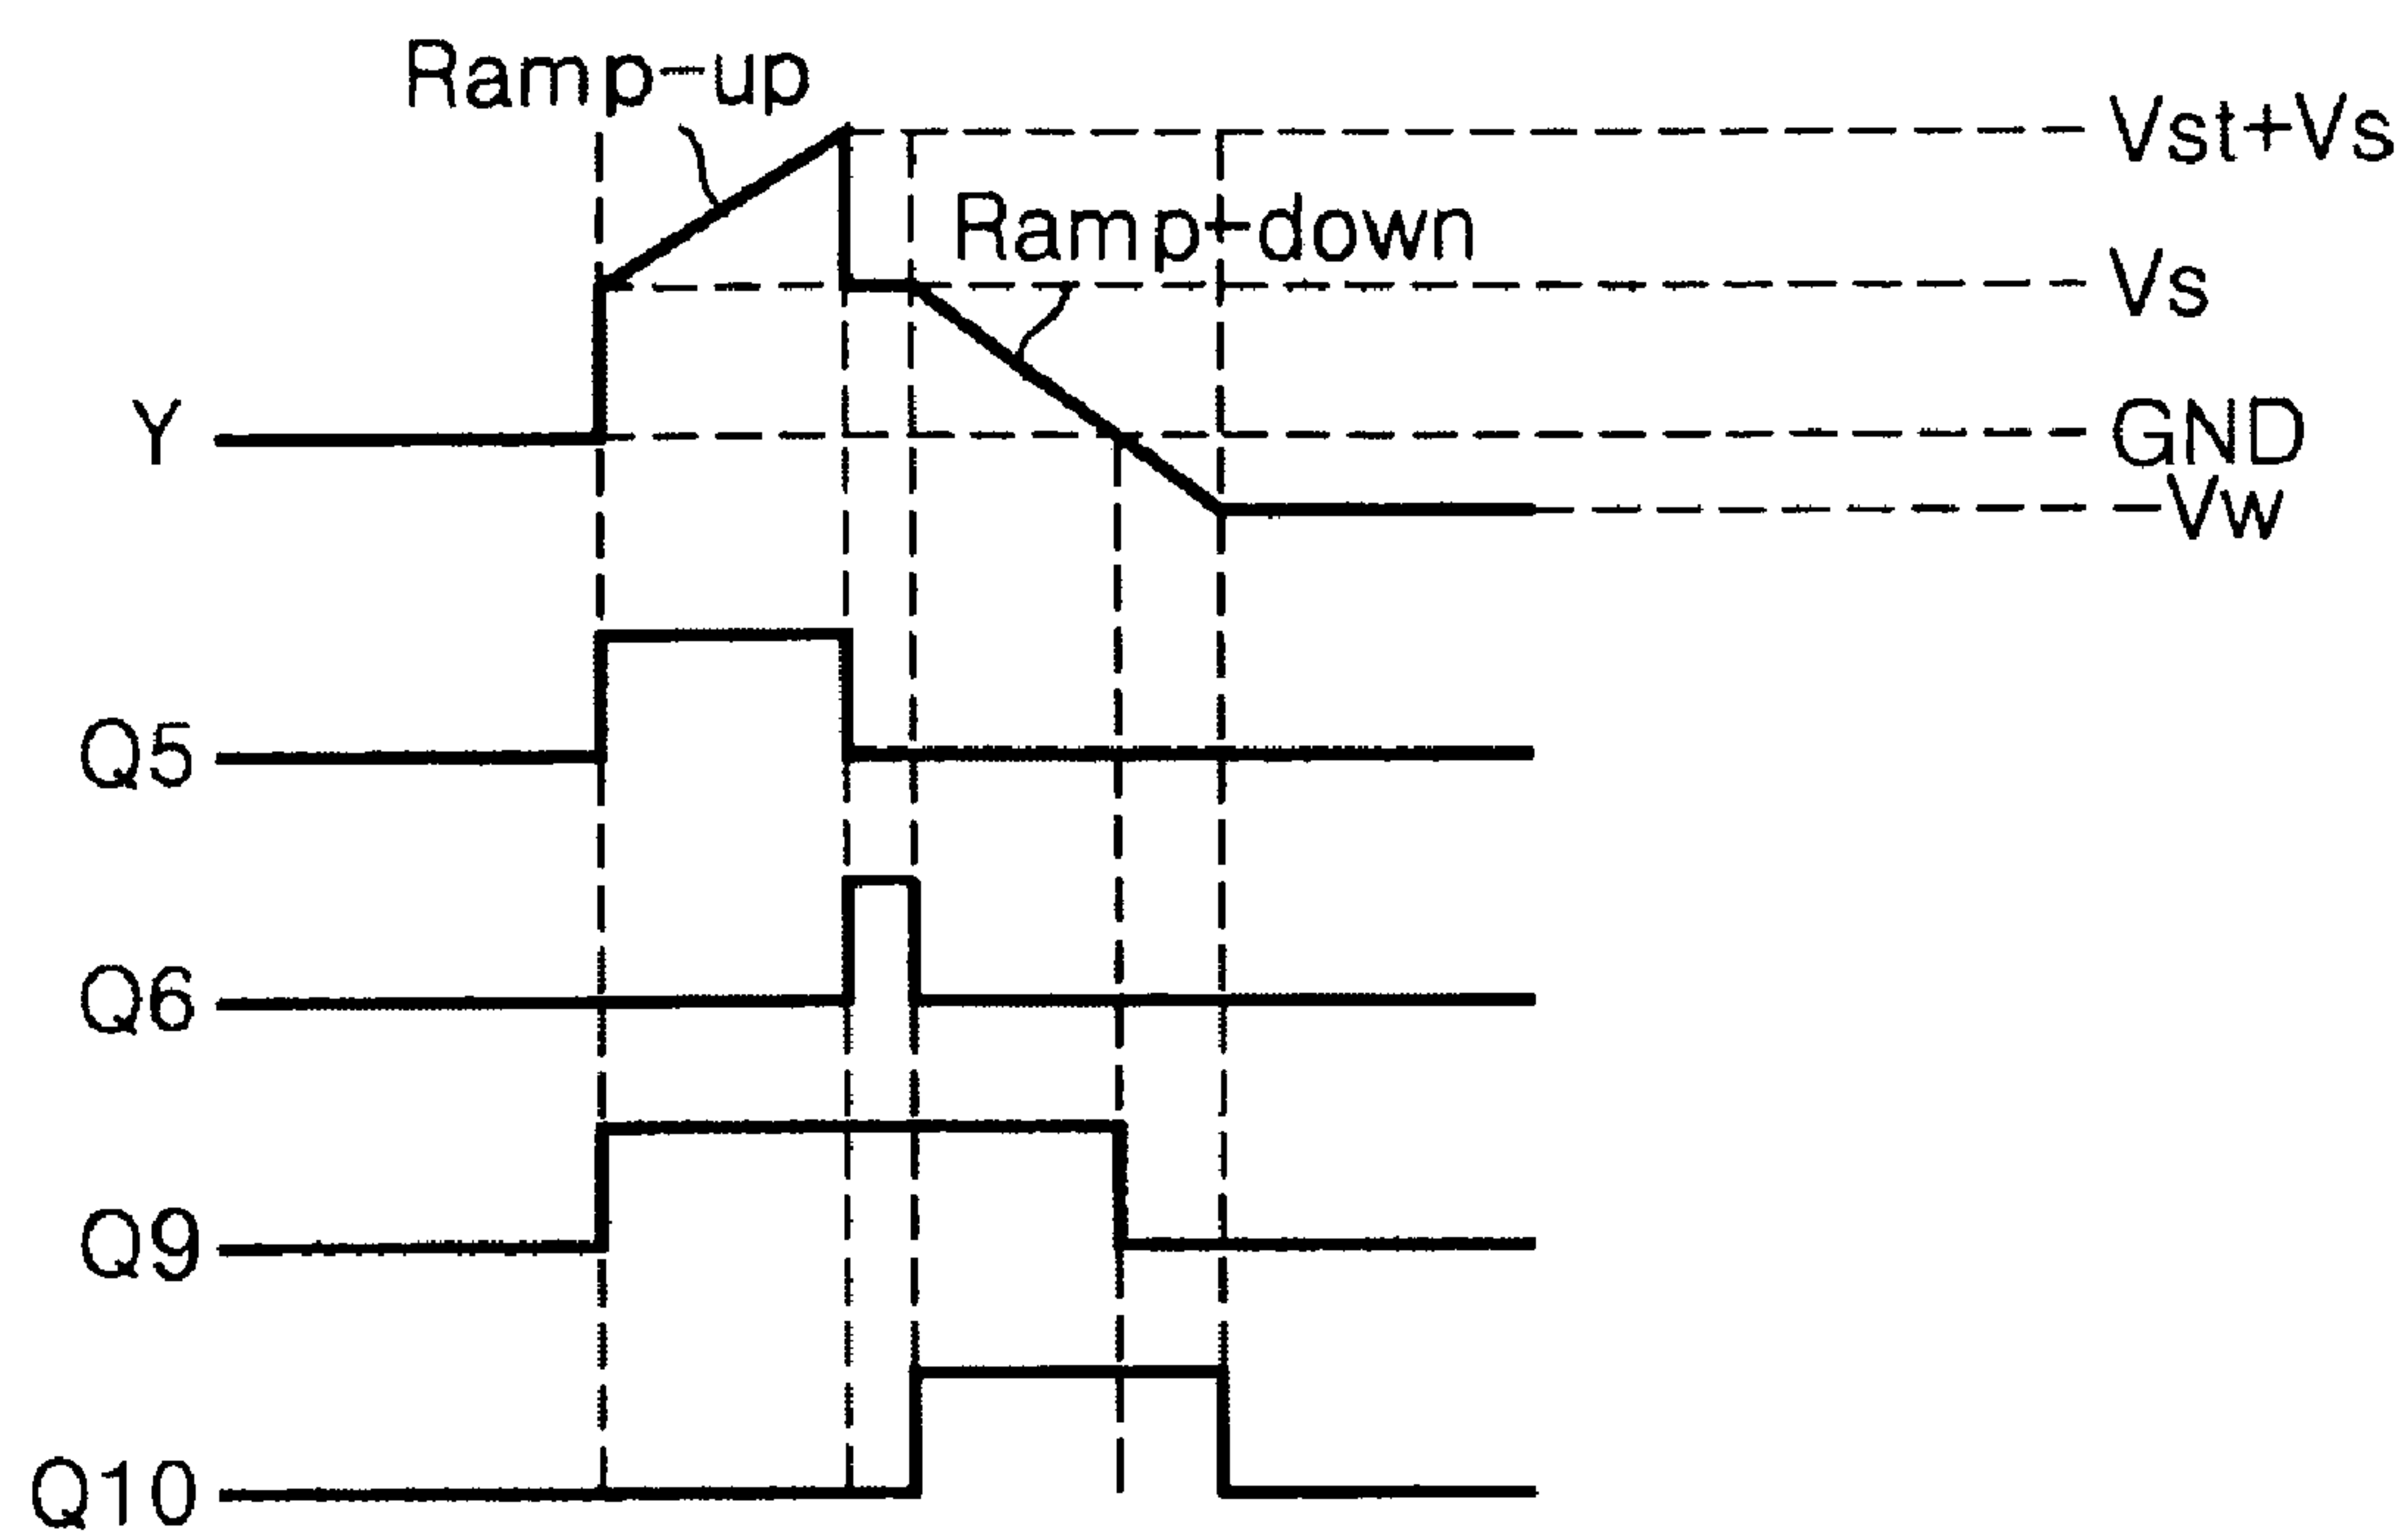 Ramp-up
Vst+Vs
Ramp-down
Vs
Y
GND
-Vw
Q5
Q6
Q9
Q10